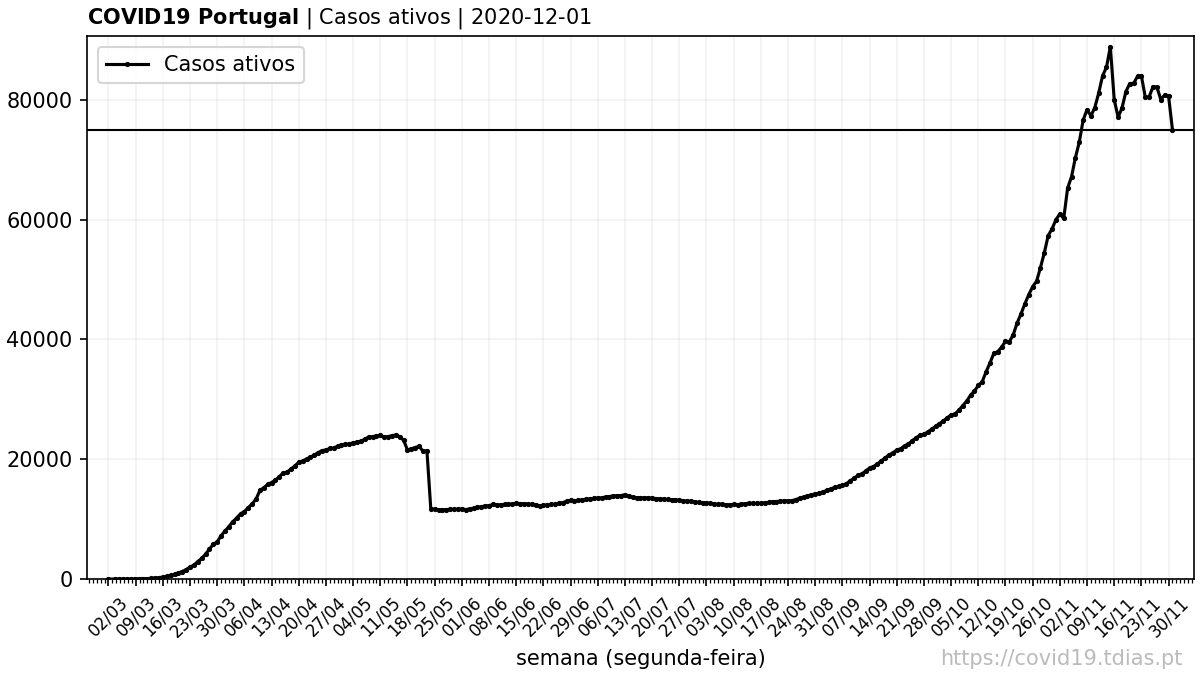 COVID19 Portugal | Casos ativos | 2020-12-01
Casos ativos
80000
60000
40000
20000
0
02/03 09/03 16/03 23/03 30/03 06/04 13/04 20/04 27/04 04/05 11/05 18/05 25/05 01/06 08/06 15/06 22/06 29/06 06/07 13/07 20/07 27/07 03/08 10/08 17/08 24/08 31/08 07/09 14/09 21/09 28/09 05/10 12/10 19/10 26/10 02/11 09/11 16/11 23/11 30/11
semana (segunda-feira)
https://covid19.tdias.pt